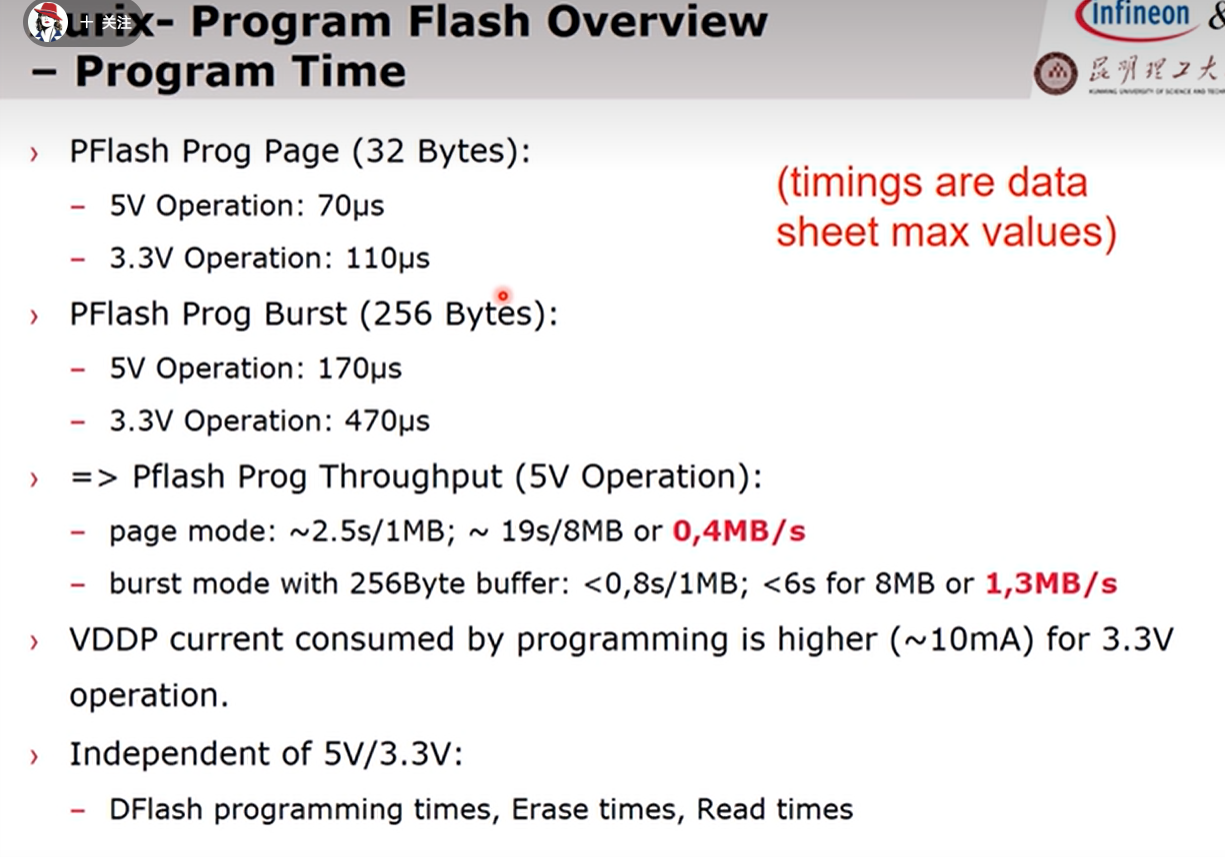 + 关注
urix- Program Flash Overview
– Program Time
Infineon
&
昆明理工大
KUNMING UNIVERSITY OF SCIENCE AND TECH
› PFlash Prog Page (32 Bytes):
– 5V Operation: 70µs
– 3.3V Operation: 110µs
(timings are data
sheet max values)
› PFlash Prog Burst (256 Bytes):
– 5V Operation: 170µs
– 3.3V Operation: 470µs
› => Pflash Prog Throughput (5V Operation):
– page mode: ~2.5s/1MB; ~ 19s/8MB or 0,4MB/s
– burst mode with 256Byte buffer: <0,8s/1MB; <6s for 8MB or 1,3MB/s
› VDDP current consumed by programming is higher (~10mA) for 3.3V
operation.
› Independent of 5V/3.3V:
– DFlash programming times, Erase times, Read times